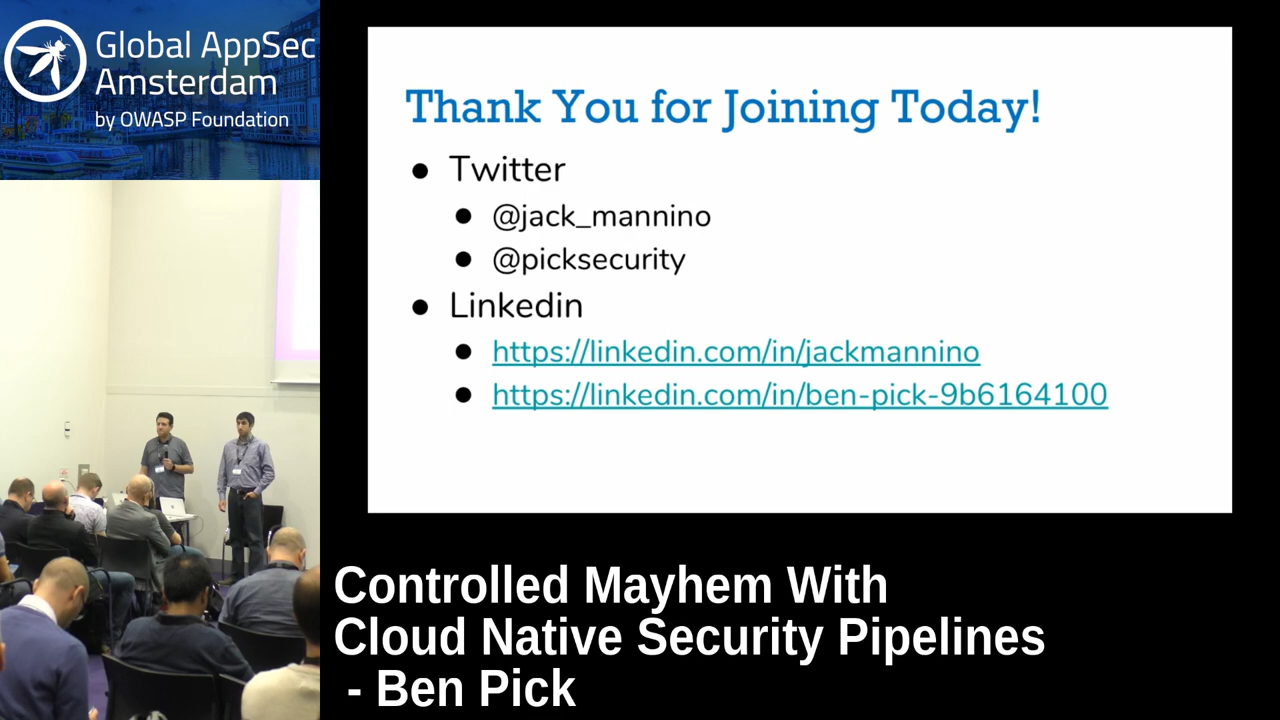 Global AppSec
Amsterdam
by OWASP Foundation
Thank You for Joining Today!
Twitter
@jack_mannino
@picksecurity
Linkedin
https://linkedin.com/in/jackmannino
https://linkedin.com/in/ben-pick-9b6164100
Controlled Mayhem With
Cloud Native Security Pipelines
- Ben Pick